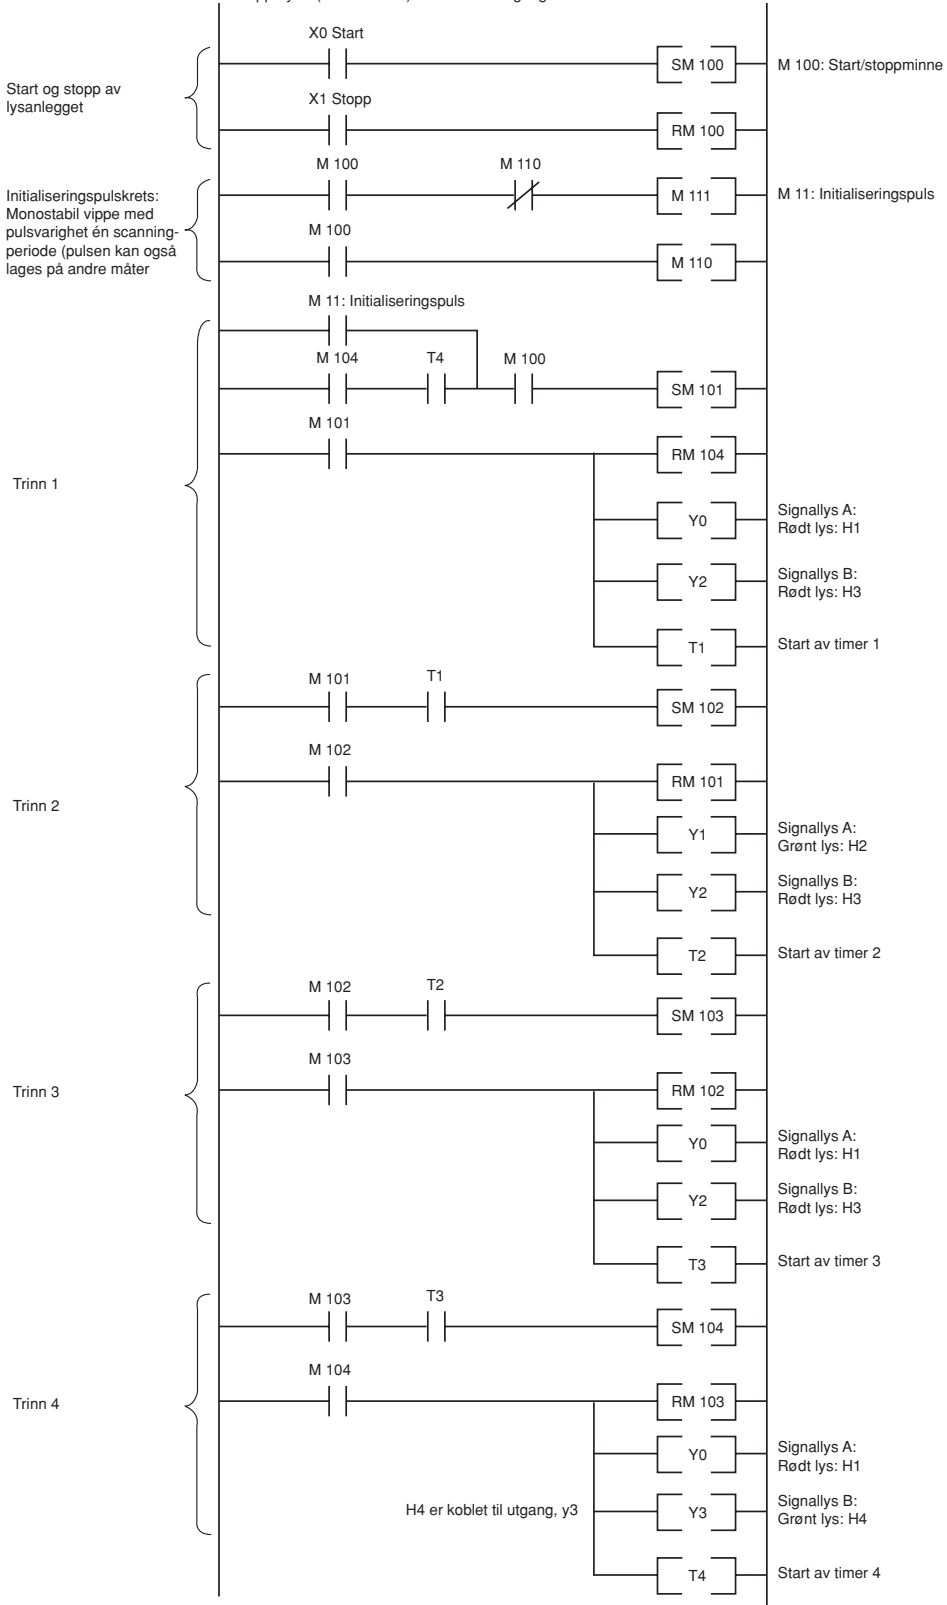 X0 Start
SM 100
M 100: Start/stoppminne
Start og stopp av
lysanlegget
X1 Stopp
RM 100
M 100
M 110
Initialiseringspulskrets:
Monostabil vippe med
pulsvarighet én scanning-
periode (pulsen kan også
lages på andre måter
M 111
M 11: Initialiseringspuls
M 100
M 110
M 11: Initialiseringspuls
M 104
T4
M 100
SM 101
M 101
RM 104
Trinn 1
Y0
Signallys A:
Rødt lys: H1
Y2
Signallys B:
Rødt lys: H3
T1
Start av timer 1
M 101
T1
SM 102
M 102
RM 101
Trinn 2
Y1
Signallys A:
Grønt lys: H2
Y2
Signallys B:
Rødt lys: H3
T2
Start av timer 2
M 102
T2
SM 103
M 103
RM 102
Trinn 3
Y0
Signallys A:
Rødt lys: H1
Y2
Signallys B:
Rødt lys: H3
T3
Start av timer 3
M 103
T3
SM 104
M 104
RM 103
Trinn 4
Y0
Signallys A:
Rødt lys: H1
H4 er koblet til utgang, y3
Y3
Signallys B:
Grønt lys: H4
T4
Start av timer 4